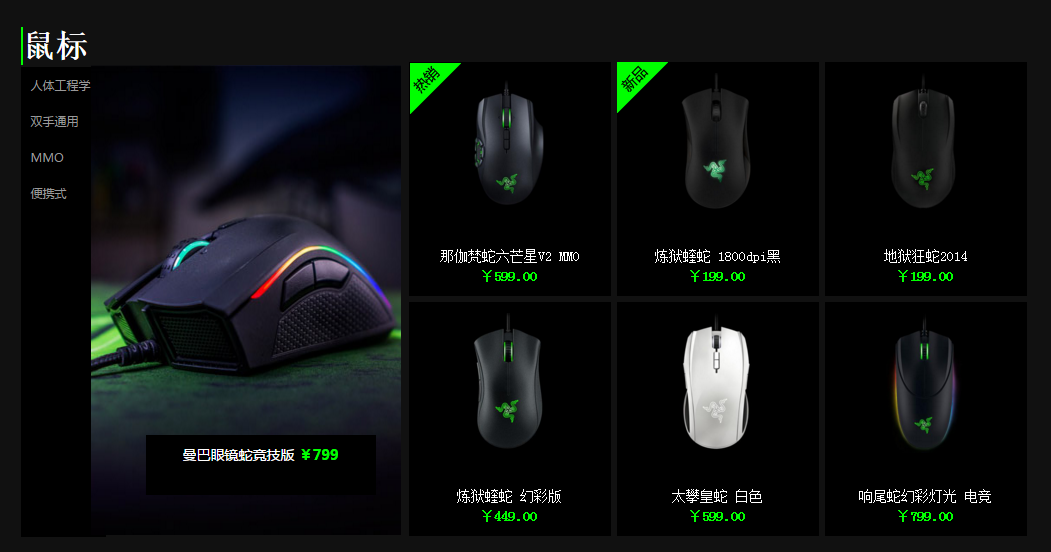 鼠标
人体工程学
双手通用
MMO
便携式
曼巴眼镜蛇竞技版 ￥799
热销
那伽梵蛇六芒星V2 MMO
￥599.00
新品
炼狱蝰蛇 1800dpi黑
￥199.00
地狱狂蛇2014
￥199.00
炼狱蝰蛇 幻彩版
￥449.00
太攀皇蛇 白色
￥599.00
响尾蛇幻彩灯光 电竞
￥799.00